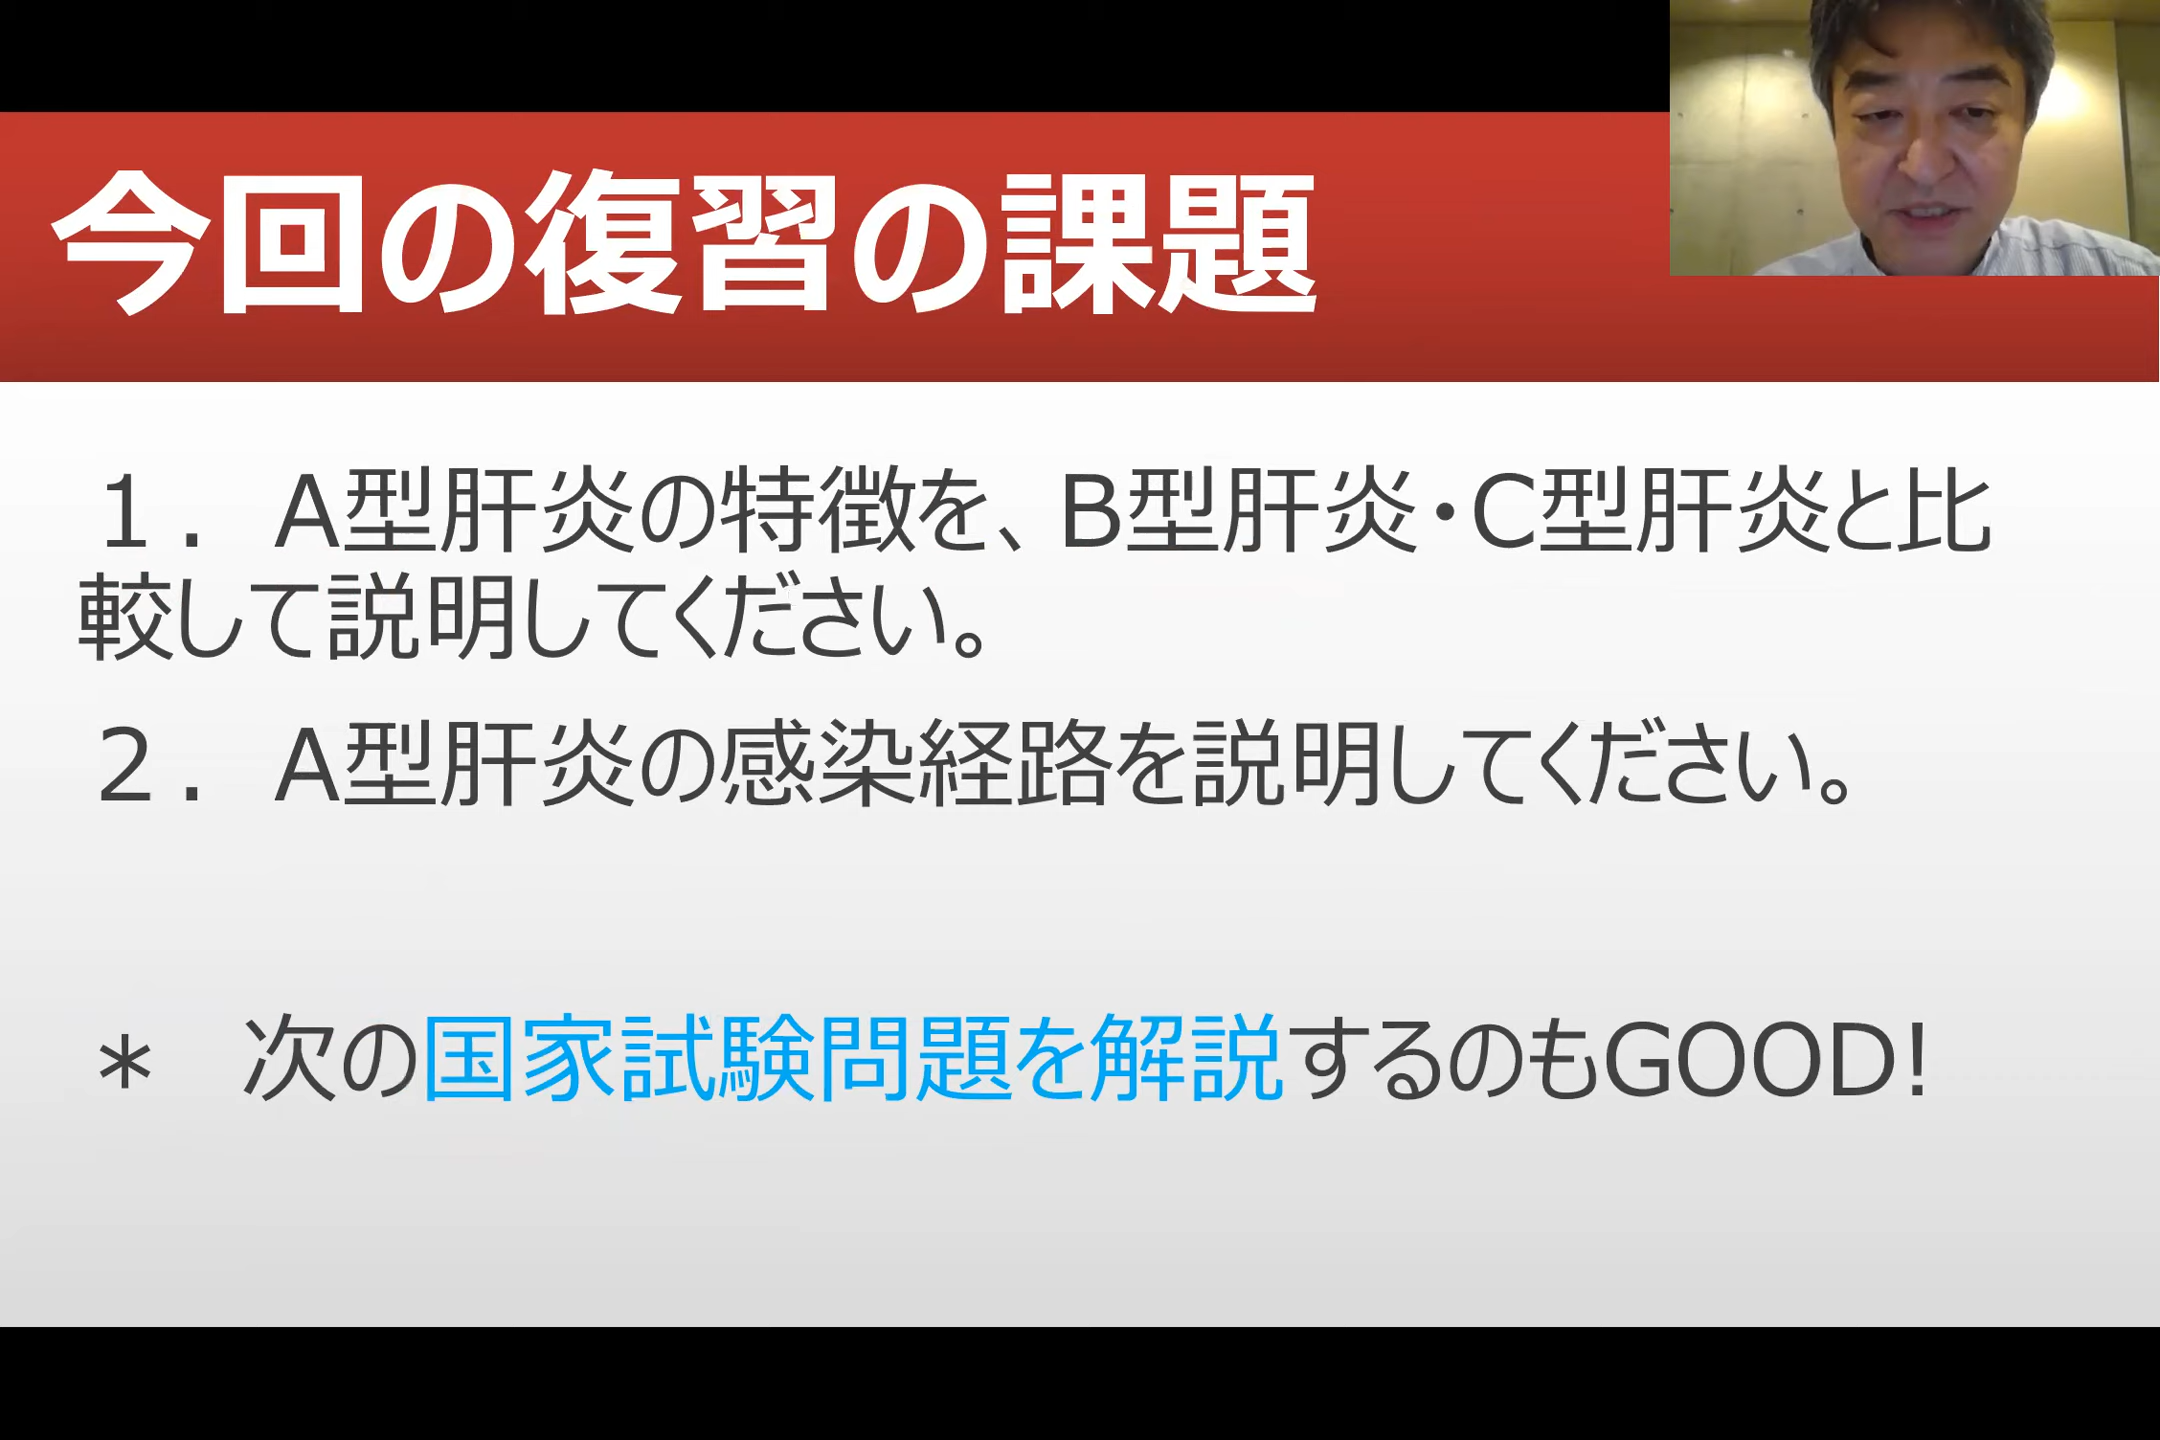 今回の復習の課題
１．A型肝炎の特徴を、B型肝炎・C型肝炎と比
較して説明してください。
２．A型肝炎の感染経路を説明してください。
＊　次の国家試験問題を解説するのもGOOD!